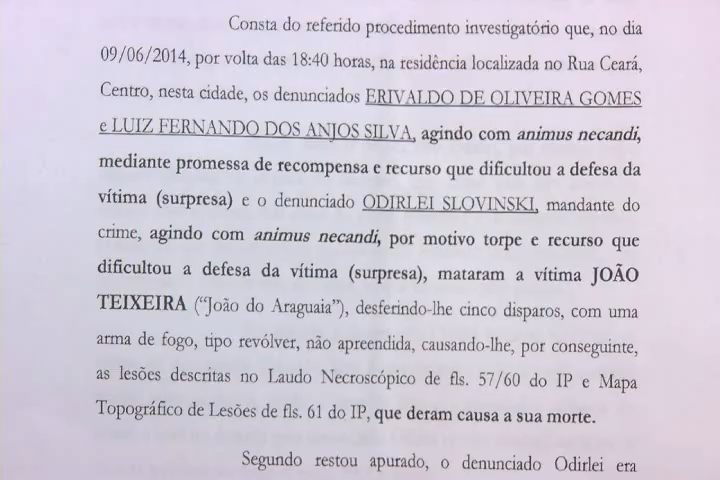 Consta do referido procedimento investigatório que, no dia
09/06/2014, por volta das 18:40 horas, na residência localizada no Rua Ceará,
Centro, nesta cidade, os denunciados ERIVALDO DE OLIVEIRA GOMES
e LUIZ FERNANDO DOS ANJOS SILVA, agindo com animus necandi,
mediante promessa de recompensa e recurso que dificultou a defesa da
vítima (surpresa) e o denunciado ODIRLEI SLOVINSKI, mandante do
crime, agindo com animus necandi, por motivo torpe e recurso que
dificultou a defesa da vítima (surpresa), mataram a vítima JOÃO
TEIXEIRA (“João do Araguaia”), desferindo-lhe cinco disparos, com uma
arma de fogo, tipo revólver, não apreendida, causando-lhe, por conseguinte,
as lesões descritas no Laudo Necroscópico de fls. 57/60 do IP e Mapa
Topográfico de Lesões de fls. 61 do IP, que deram causa a sua morte.
Segundo restou apurado, o denunciado Odirlei era